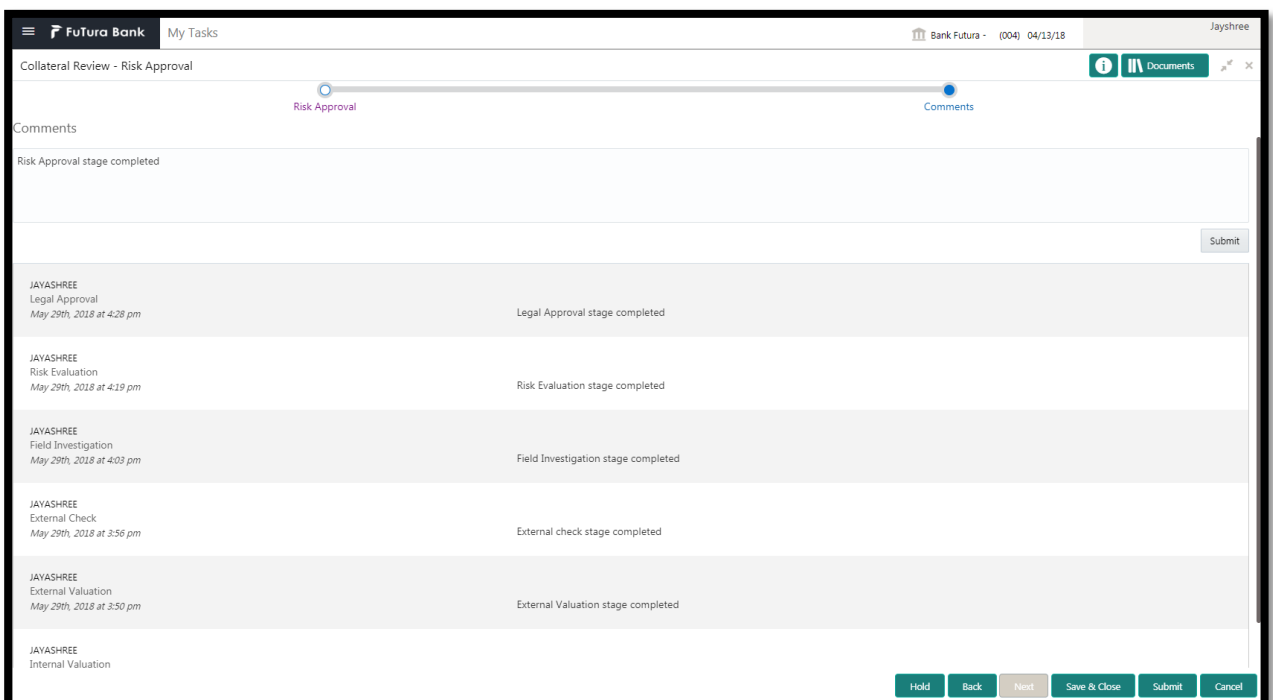 FuTura Bank My Tasks Bank Futura - (004) 04/13/18 Jayshree
Collateral Review - Risk Approval i Documents
Risk Approval Comments
Comments
Risk Approval stage completed
Submit
JAYASHREE
Legal Approval
May 29th, 2018 at 4:28 pm Legal Approval stage completed
JAYASHREE
Risk Evaluation
May 29th, 2018 at 4:19 pm Risk Evaluation stage completed
JAYASHREE
Field Investigation
May 29th, 2018 at 4:03 pm Field Investigation stage completed
JAYASHREE
External Check
May 29th, 2018 at 3:56 pm External check stage completed
JAYASHREE
External Valuation
May 29th, 2018 at 3:50 pm External Valuation stage completed
JAYASHREE
Internal Valuation
Hold Back Next Save & Close Submit Cancel